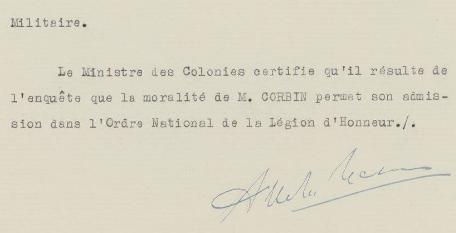 Militaire.
Le Ministre des Colonies certifie qu'il résulte de
l'enquête que la moralité de M. CORBIN permet son admis-
sion dans l'Ordre National de la Légion d'Honneur./.